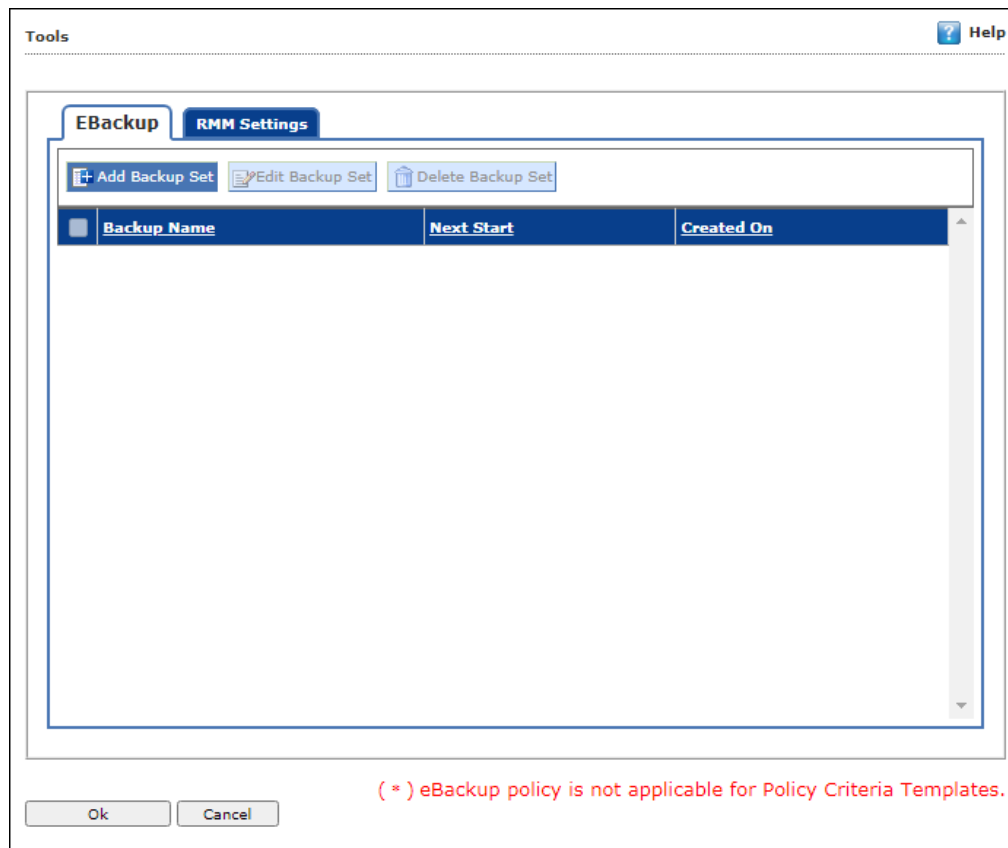 Tools
Help
EBackup
RMM Settings
Add Backup Set
Edit Backup Set
Delete Backup Set
Backup Name
Next Start
Created On
( * ) eBackup policy is not applicable for Policy Criteria Templates.
Ok
Cancel